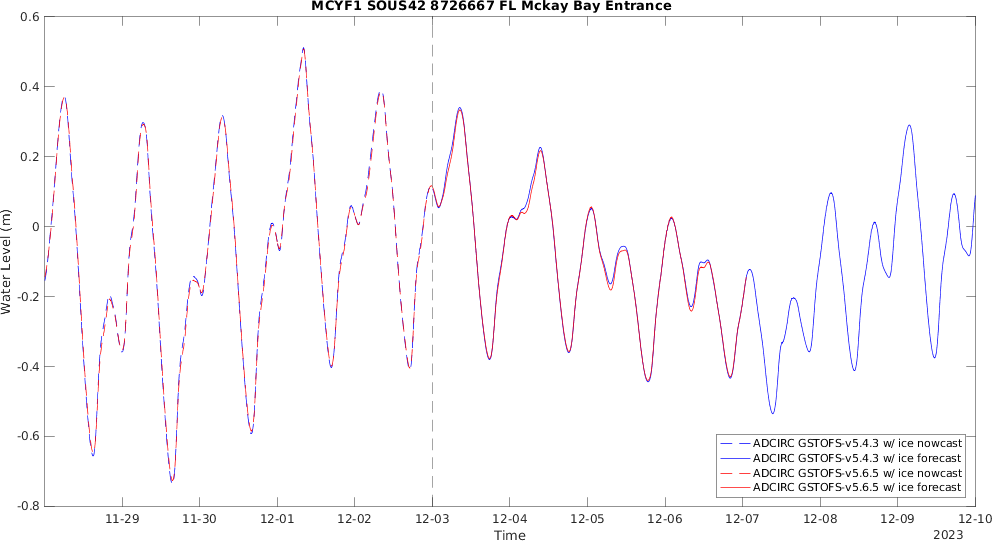 MCYF1 SOUS42 8726667 FL Mckay Bay Entrance
0.6
0.4
0.2
0
-0.2
-0.4
-0.6
-0.8
Water Level (m)
11-29 11-30 12-01 12-02 12-03 12-04 12-05 12-06 12-07 12-08 12-09 12-10
Time
2023
ADCIRC GSTOFS-v5.4.3 w/ ice nowcast
ADCIRC GSTOFS-v5.4.3 w/ ice forecast
ADCIRC GSTOFS-v5.6.5 w/ ice nowcast
ADCIRC GSTOFS-v5.6.5 w/ ice forecast